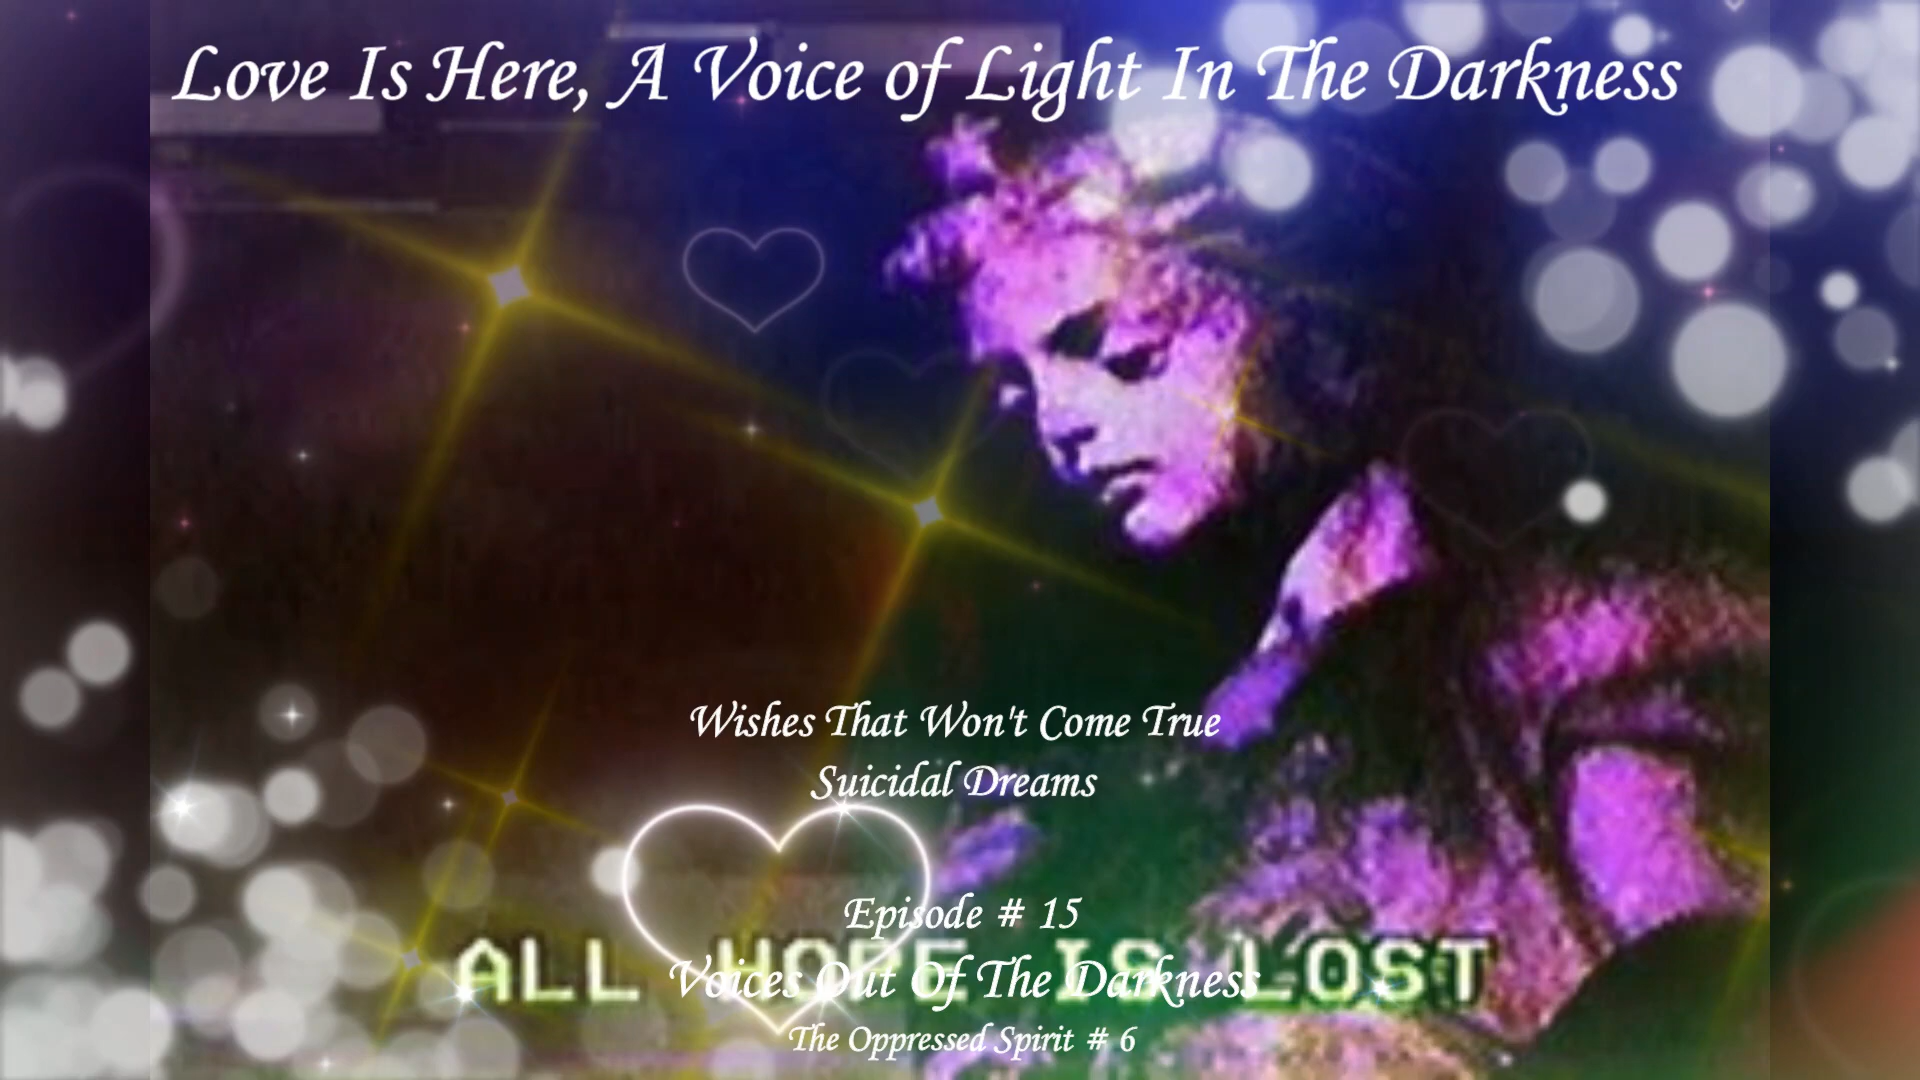 Love Is Here, A Voice of Light In The Darkness
Wishes That Won't Come True
Suicidal Dreams
Episode # 15
ALL HOPE IS LOST
Voices Out Of The Darkness
The Oppressed Spirit # 6